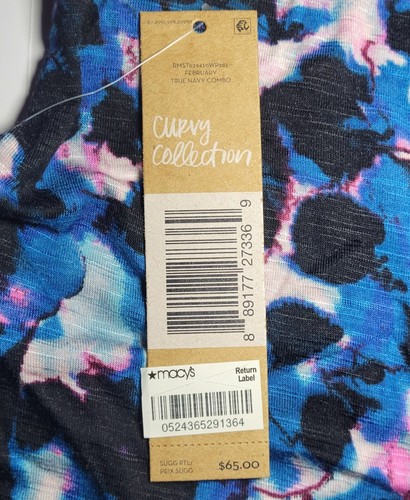 FEBRUARY
TRUE NAVY COMBO
curvy
collection
8 89177 27336 9
★macy's
Return
Label
0524365291364
SUGG RTL/
PRIX SUGG
$65.00